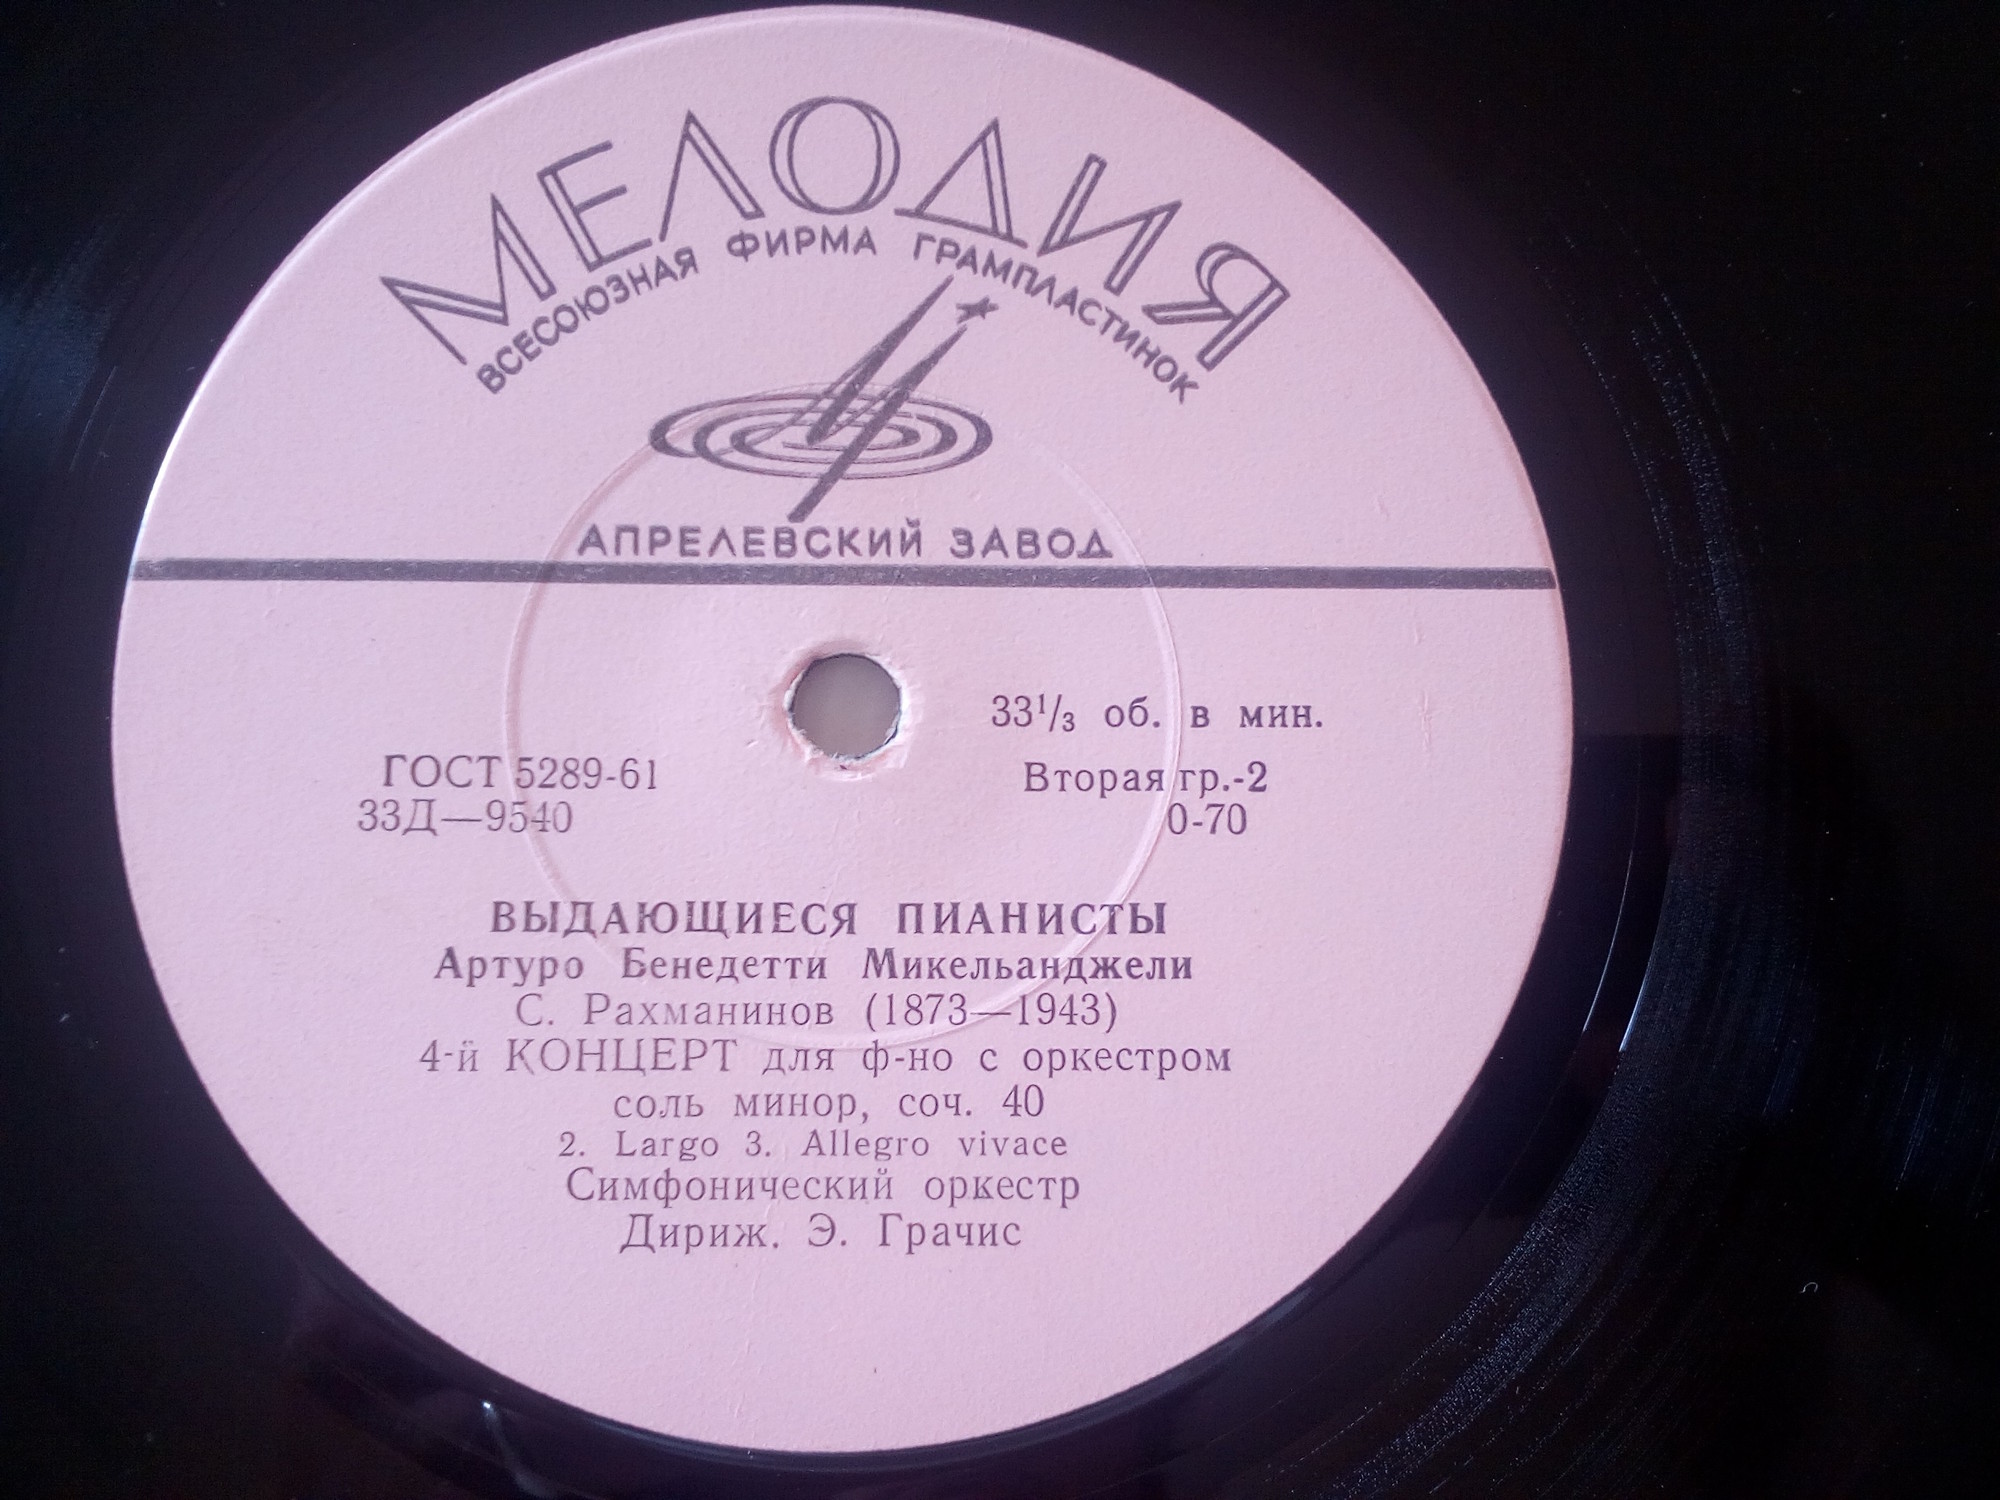 МЕЛОДИЯ
ВСЕСОЮЗНАЯ ФИРМА ГРАМПЛАСТИНОК
АПРЕЛЕВСКИЙ ЗАВОД
33¹/₃ об. в мин.
ГОСТ 5289-61
Вторая гр.-2
33Д—9540
0-70
ВЫДАЮЩИЕСЯ ПИАНИСТЫ
Артуро Бенедетти Микельанджели
С. Рахманинов (1873—1943)
4-й КОНЦЕРТ для ф-но с оркестром
соль минор, соч. 40
2. Largo 3. Allegro vivace
Симфонический оркестр
Дириж. Э. Грачис